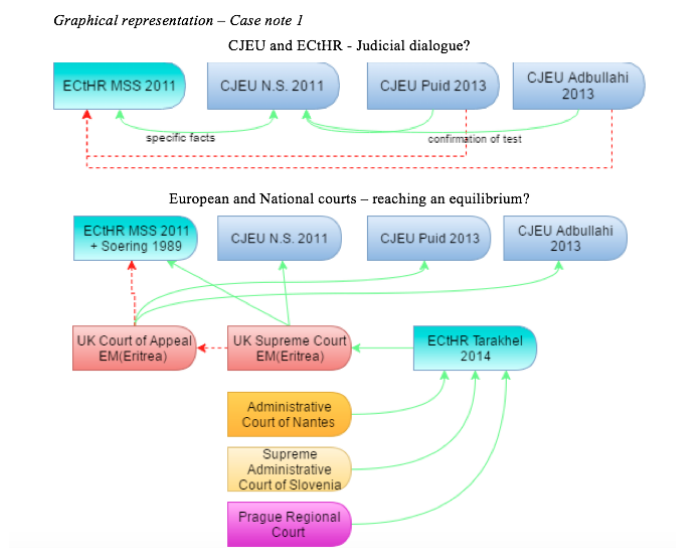 Graphical representation – Case note 1
CJEU and ECtHR - Judicial dialogue?
ECtHR MSS 2011
CJEU N.S. 2011
CJEU Puid 2013
CJEU Adbullahi
2013
specific facts
confirmation of test
European and National courts – reaching an equilibrium?
ECtHR MSS 2011
+ Soering 1989
CJEU N.S. 2011
CJEU Puid 2013
CJEU Adbullahi
2013
UK Court of Appeal
EM(Eritrea)
UK Supreme Court
EM(Eritrea)
ECtHR Tarakhel
2014
Administrative
Court of Nantes
Supreme
Administrative
Court of Slovenia
Prague Regional
Court